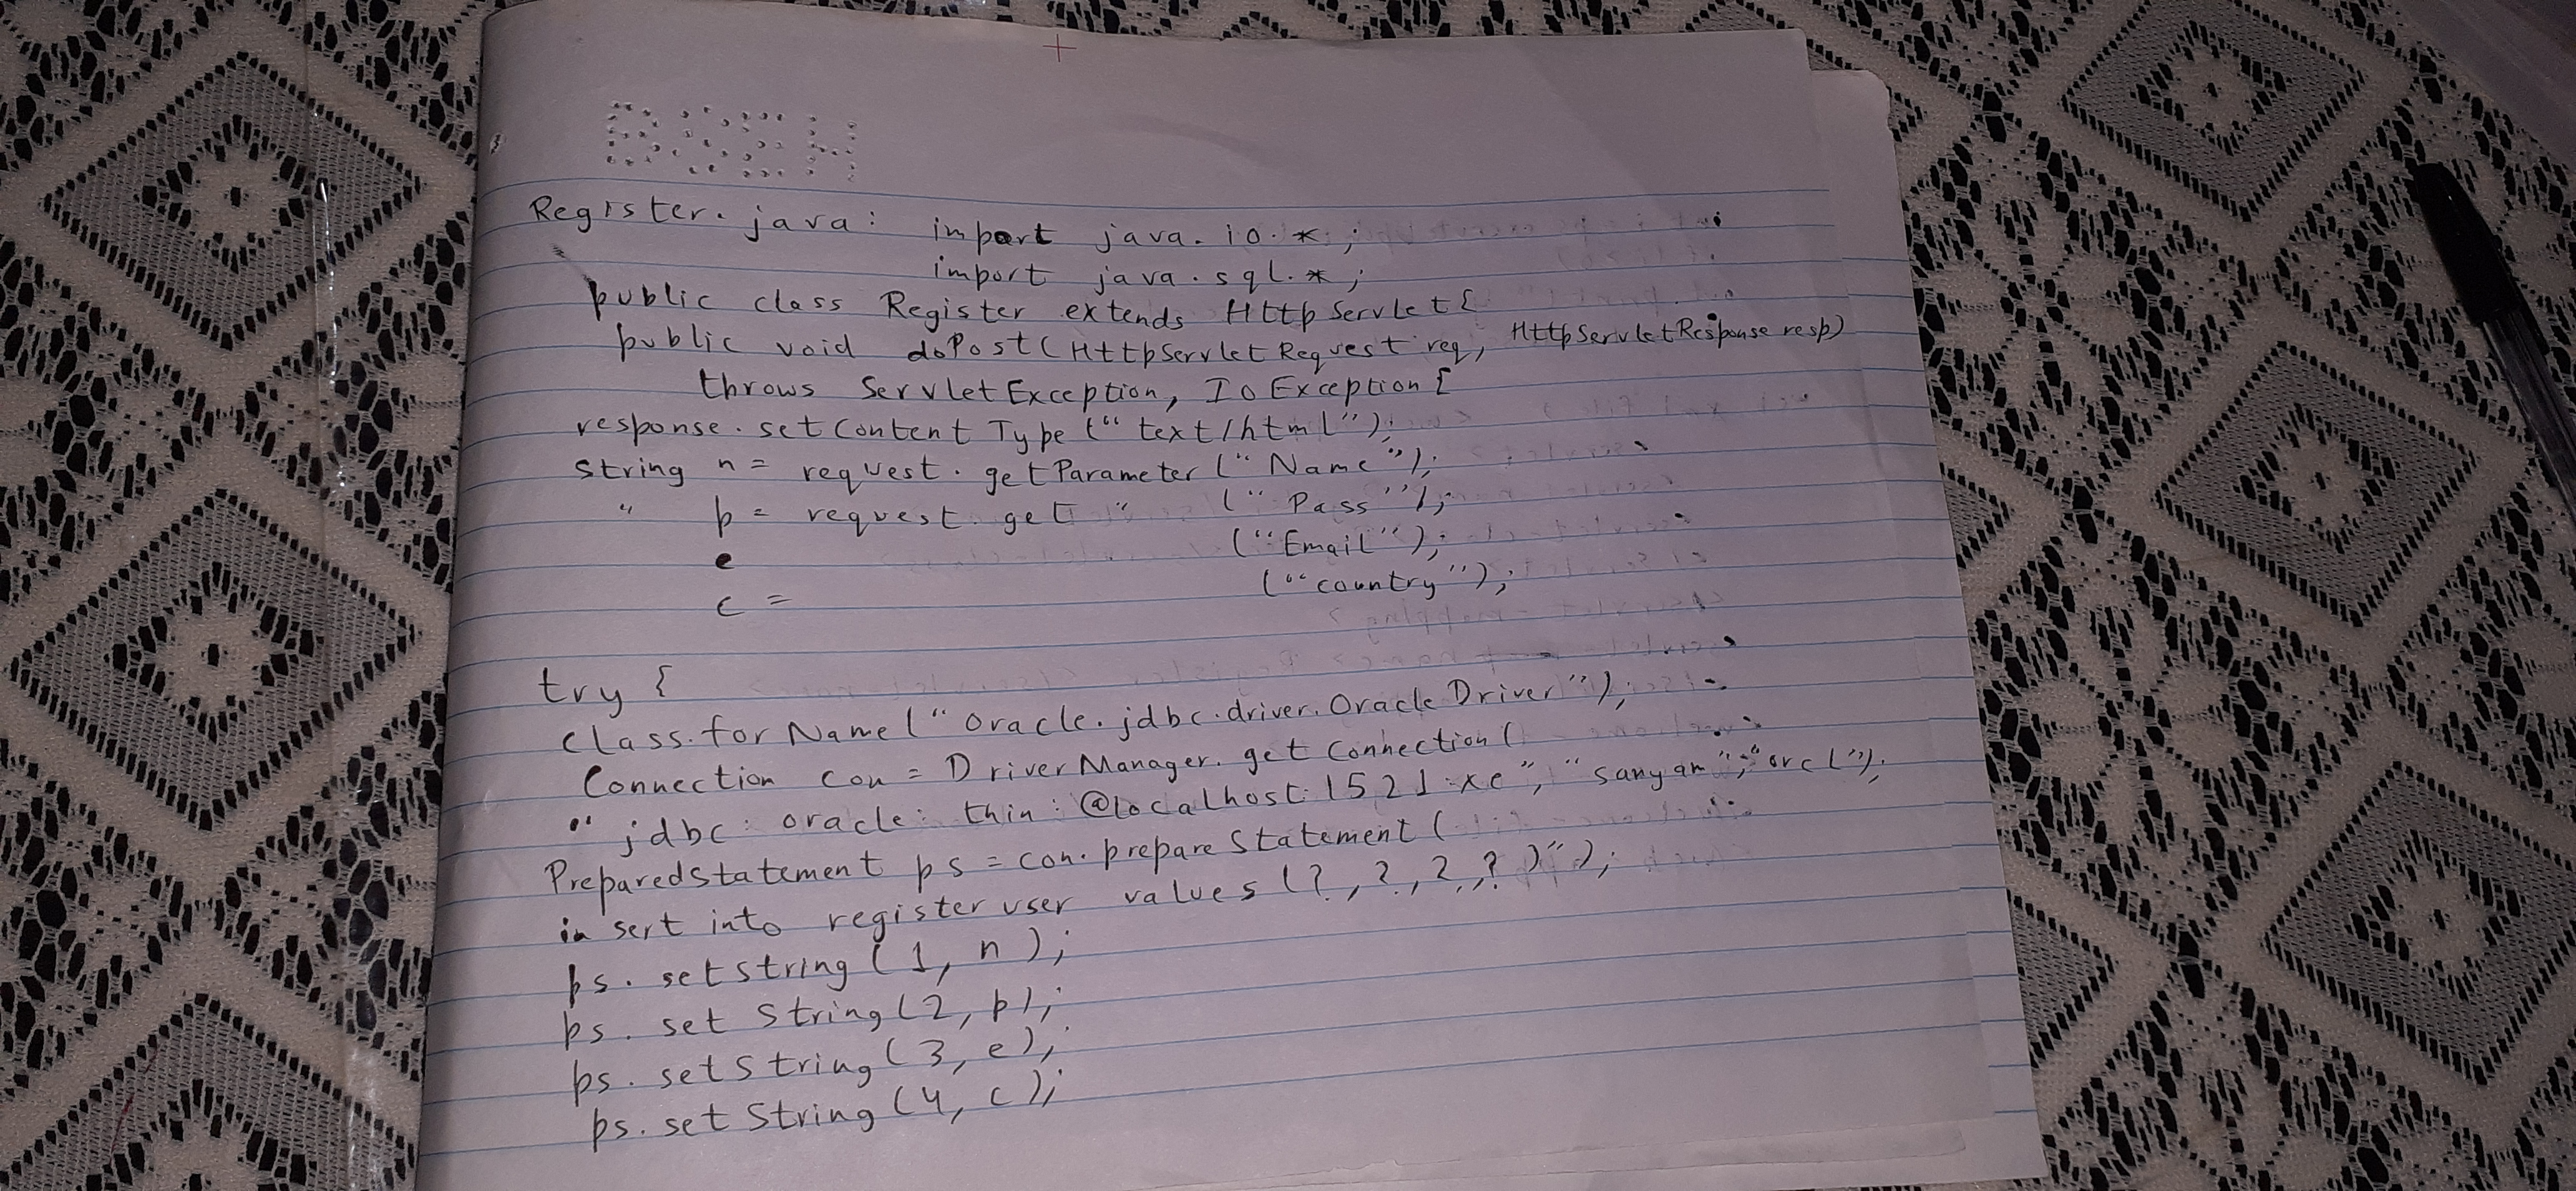 BGEM
Register.java: import java.io.*;
import java.sql.*;
public class Register extends HttpServlet{
public void doPost(HttpServletRequest req, HttpServletResponse resp)
throws ServletException, IoException{
response.setContentType("text/html");
string n= request.getParameter("Name");
" p= request.get " ("Pass");
e ("Email");
c = ("country");
try {
class.forName("oracle.jdbc.driver.OracleDriver");
Connection con = DriverManager.getConnection(
"jdbc:oracle:thin:@localhost:1521:xe", "sanyam","orcl");
Preparedstatement ps = con.prepareStatement(
insert into registeruser values (?,?,?,?)");
ps.setstring(1, n);
ps.setString(2, p);
ps.setString(3, e);
ps.setString(4, c);